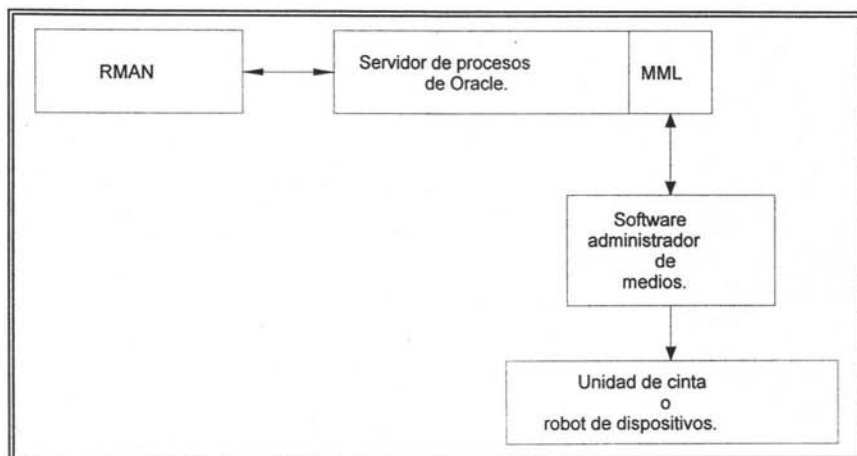 RMAN
Servidor de procesos
de Oracle.
MML
Software
administrador
de
medios.
Unidad de cinta
o
robot de dispositivos.